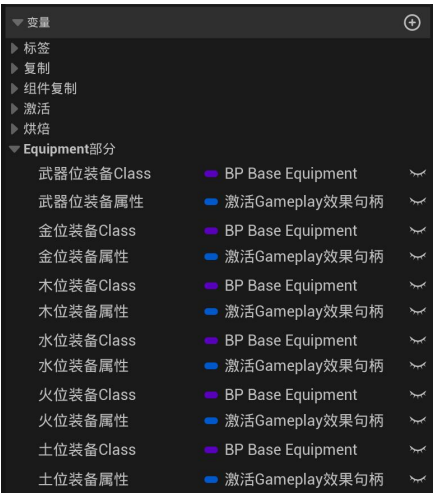 变量
标签
复制
组件复制
激活
烘焙
Equipment部分
武器位装备Class BP Base Equipment
武器位装备属性 激活Gameplay效果句柄
金位装备Class BP Base Equipment
金位装备属性 激活Gameplay效果句柄
木位装备Class BP Base Equipment
木位装备属性 激活Gameplay效果句柄
水位装备Class BP Base Equipment
水位装备属性 激活Gameplay效果句柄
火位装备Class BP Base Equipment
火位装备属性 激活Gameplay效果句柄
土位装备Class BP Base Equipment
土位装备属性 激活Gameplay效果句柄